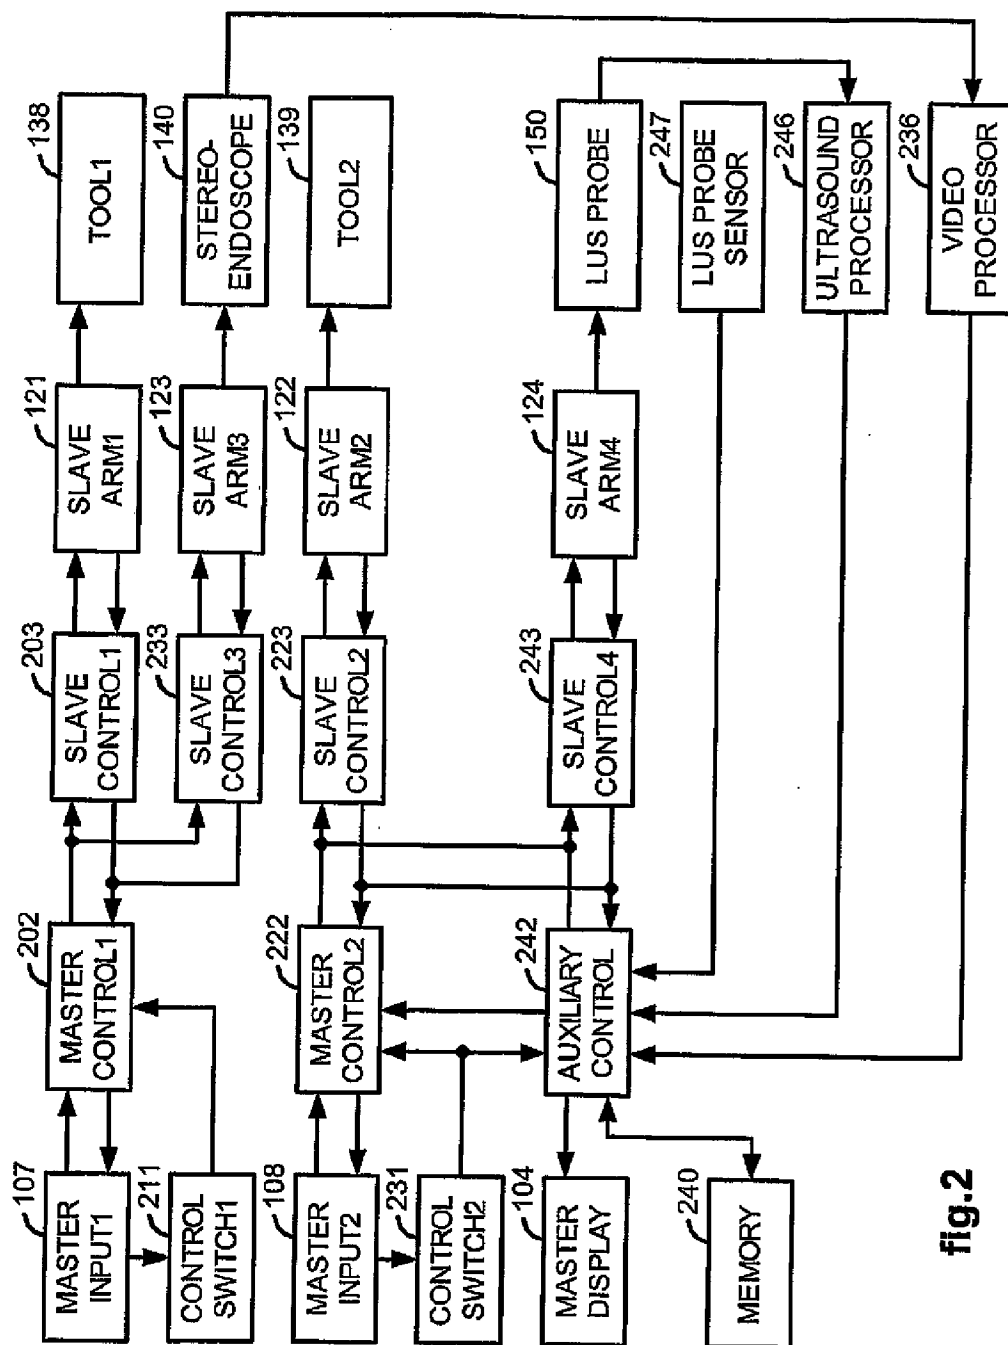 107
MASTER
INPUT1
202
MASTER
CONTROL1
203
SLAVE
CONTROL1
121
SLAVE
ARM1
138
TOOL1
211
CONTROL
SWITCH1
233
SLAVE
CONTROL3
123
SLAVE
ARM3
140
STEREO-
ENDOSCOPE
108
MASTER
INPUT2
222
MASTER
CONTROL2
223
SLAVE
CONTROL2
122
SLAVE
ARM2
139
TOOL2
231
CONTROL
SWITCH2
104
MASTER
DISPLAY
242
AUXILIARY
CONTROL
243
SLAVE
CONTROL4
124
SLAVE
ARM4
150
LUS PROBE
247
LUS PROBE
SENSOR
240
MEMORY
246
ULTRASOUND
PROCESSOR
236
VIDEO
PROCESSOR
fig.2